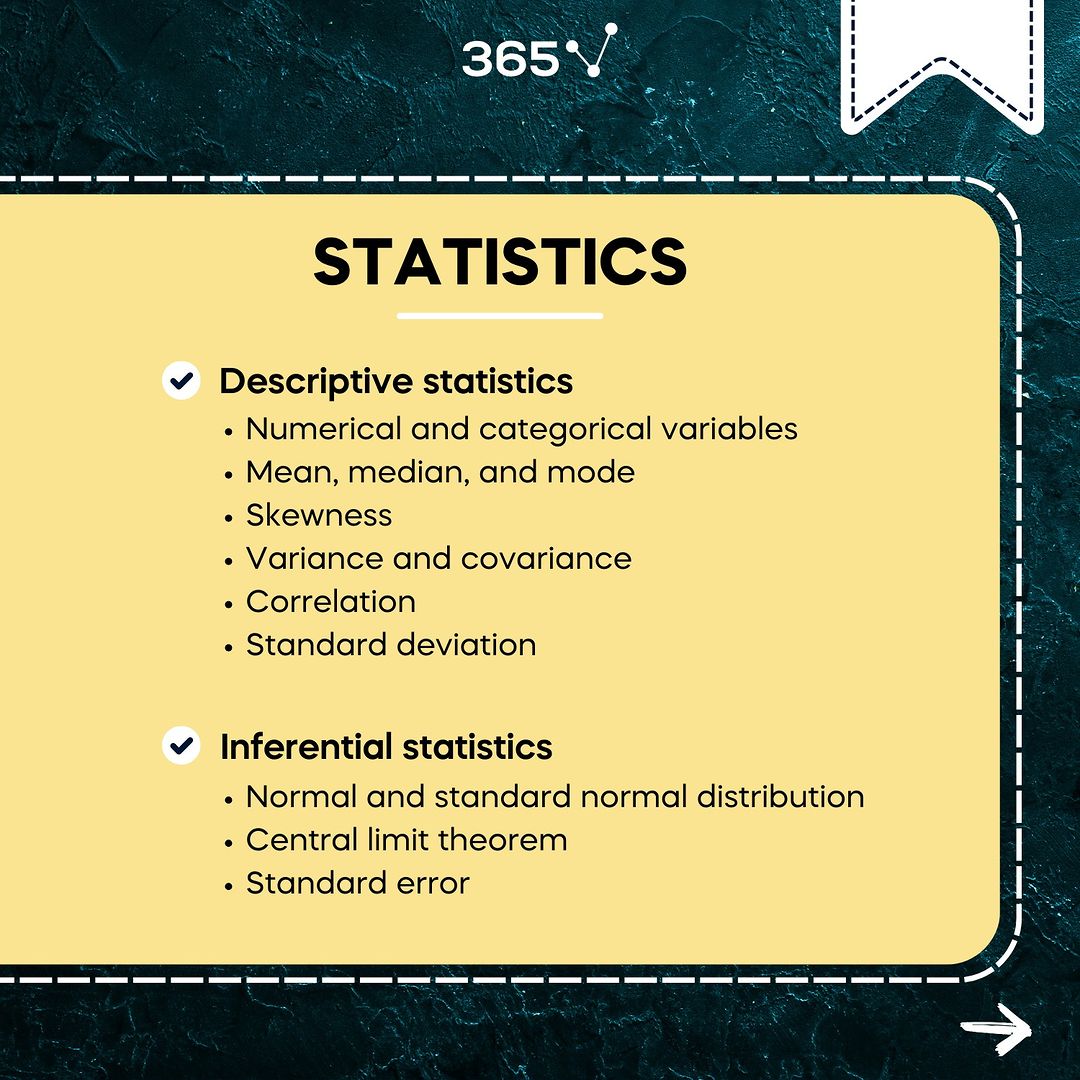 365
STATISTICS
Descriptive statistics
• Numerical and categorical variables
• Mean, median, and mode
• Skewness
• Variance and covariance
• Correlation
• Standard deviation
Inferential statistics
• Normal and standard normal distribution
• Central limit theorem
• Standard error